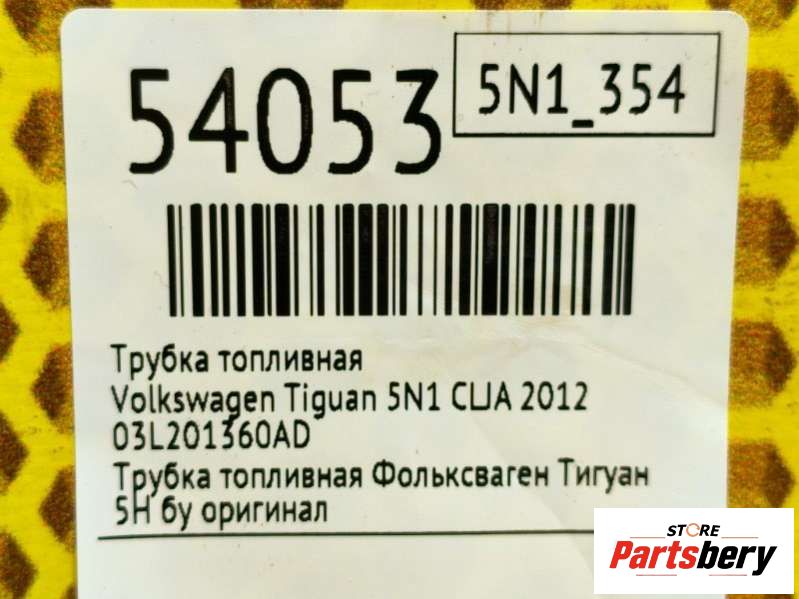 54053
5N1_354
Трубка топливная
Volkswagen Tiguan 5N1 CLJA 2012
03L201360AD
Трубка топливная Фольксваген Тигуан
5Н бу оригинал
STORE
Partsbery